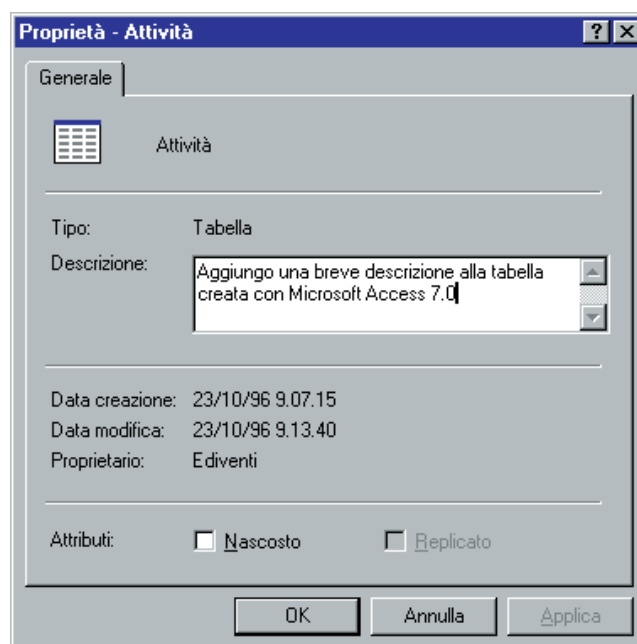 Proprietà - Attività
Generale
Attività
Tipo: Tabella
Descrizione: Aggiungo una breve descrizione alla tabella
creata con Microsoft Access 7.0
Data creazione: 23/10/96 9.07.15
Data modifica: 23/10/96 9.13.40
Proprietario: Ediventi
Attributi: Nascosto Replicato
OK Annulla Applica